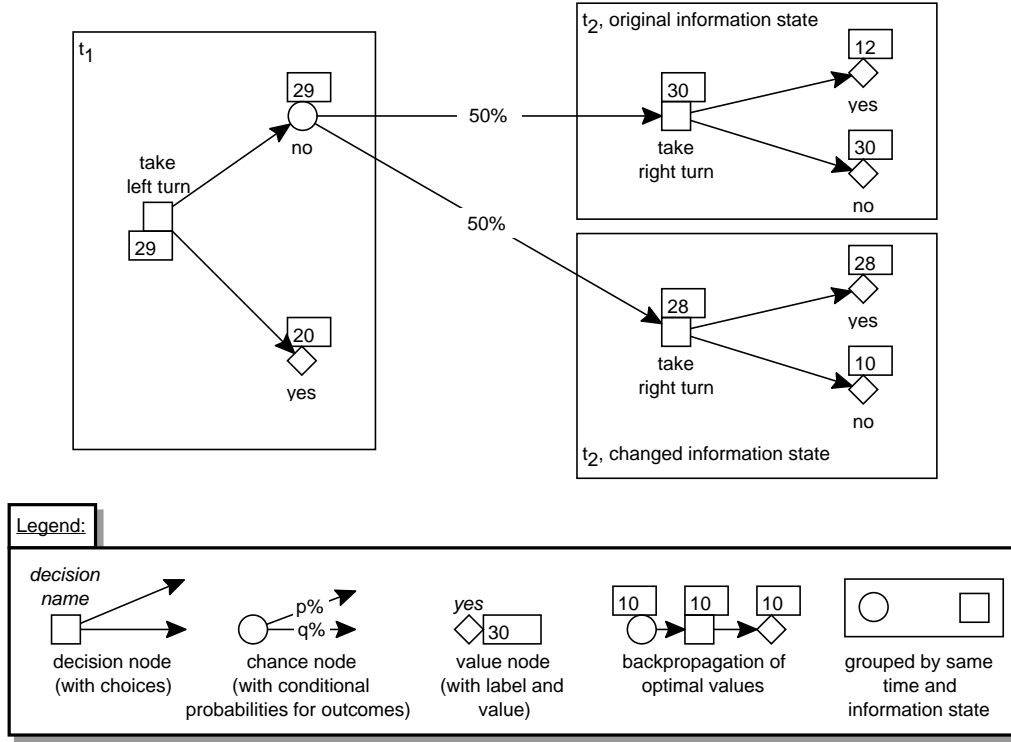 t1
29
no
take
left turn
29
20
yes
50%
50%
t2, original information state
30
take
right turn
12
yes
30
no
28
take
right turn
28
yes
10
no
t2, changed information state
Legend:
decision
name
decision node
(with choices)
p%
q%
chance node
(with conditional
probabilities for outcomes)
yes
30
value node
(with label and
value)
10 10 10
backpropagation of
optimal values
grouped by same
time and
information state